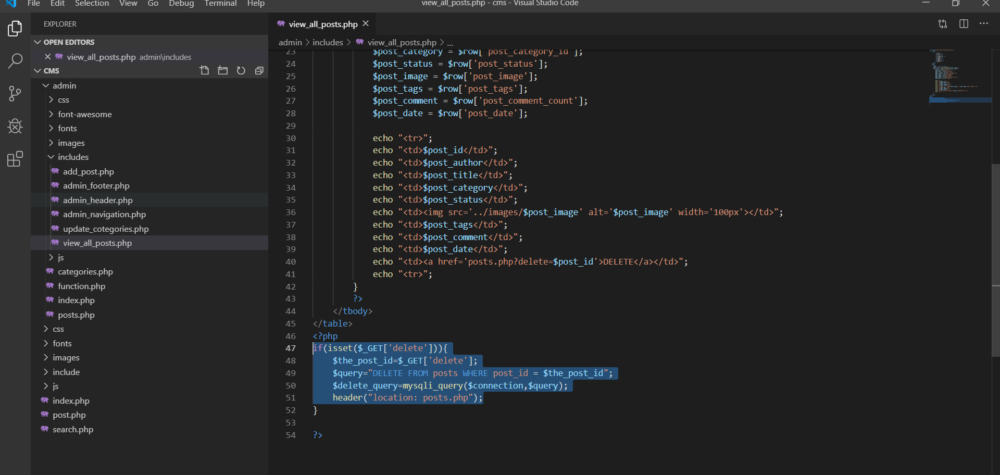 File Edit Selection View Go Debug Terminal Help view_all_posts.php - cms - Visual Studio Code
EXPLORER
OPEN EDITORS
view_all_posts.php admin\includes
CMS
admin
css
font-awesome
fonts
images
includes
add_post.php
admin_footer.php
admin_header.php
admin_navigation.php
update_cotegories.php
view_all_posts.php
js
categories.php
function.php
index.php
posts.php
css
fonts
images
include
js
index.php
post.php
search.php
view_all_posts.php
admin > includes > view_all_posts.php > ...
23 $post_category = $row['post_category_id'];
24 $post_status = $row['post_status'];
25 $post_image = $row['post_image'];
26 $post_tags = $row['post_tags'];
27 $post_comment = $row['post_comment_count'];
28 $post_date = $row['post_date'];
29
30 echo "<tr>";
31 echo "<td>$post_id</td>";
32 echo "<td>$post_author</td>";
33 echo "<td>$post_title</td>";
34 echo "<td>$post_category</td>";
35 echo "<td>$post_status</td>";
36 echo "<td><img src='../images/$post_image' alt='$post_image' width='100px'></td>";
37 echo "<td>$post_tags</td>";
38 echo "<td>$post_comment</td>";
39 echo "<td>$post_date</td>";
40 echo "<td><a href='posts.php?delete=$post_id'>DELETE</a></td>";
41 echo "<tr>";
42 }
43 ?>
44 </tbody>
45 </table>
46 <?php
47 if(isset($_GET['delete'])){
48 $the_post_id=$_GET['delete'];
49 $query="DELETE FROM posts WHERE post_id = $the_post_id";
50 $delete_query=mysqli_query($connection,$query);
51 header("location: posts.php");
52 }
53
54 ?>